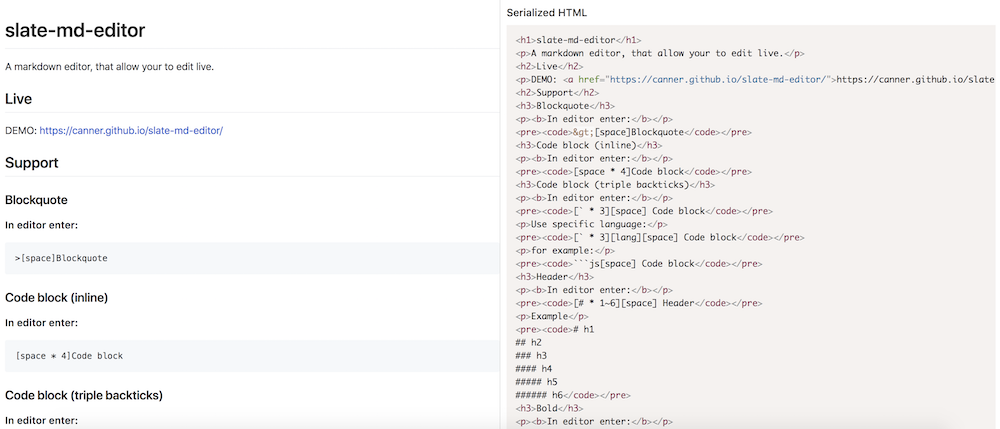 slate-md-editor
A markdown editor, that allow your to edit live.
Live
DEMO: https://canner.github.io/slate-md-editor/
Support
Blockquote
In editor enter:
>[space]Blockquote
Code block (inline)
In editor enter:
[space * 4]Code block
Code block (triple backticks)
In editor enter:
Serialized HTML
<h1>slate-md-editor</h1>
<p>A markdown editor, that allow your to edit live.</p>
<h2>Live</h2>
<p>DEMO: <a href="https://canner.github.io/slate-md-editor/">https://canner.github.io/slate
<h2>Support</h2>
<h3>Blockquote</h3>
<p><b>In editor enter:</b></p>
<pre><code>&gt;[space]Blockquote</code></pre>
<h3>Code block (inline)</h3>
<p><b>In editor enter:</b></p>
<pre><code>[space * 4]Code block</code></pre>
<h3>Code block (triple backticks)</h3>
<p><b>In editor enter:</b></p>
<pre><code>[` * 3][space] Code block</code></pre>
<p>Use specific language:</p>
<pre><code>[` * 3][lang][space] Code block</code></pre>
<p>for example:</p>
<pre><code>```js[space] Code block</code></pre>
<h3>Header</h3>
<p><b>In editor enter:</b></p>
<pre><code>[# * 1~6][space] Header</code></pre>
<p>Example</p>
<pre><code># h1
## h2
### h3
#### h4
##### h5
###### h6</code></pre>
<h3>Bold</h3>
<p><b>In editor enter:</b></p>